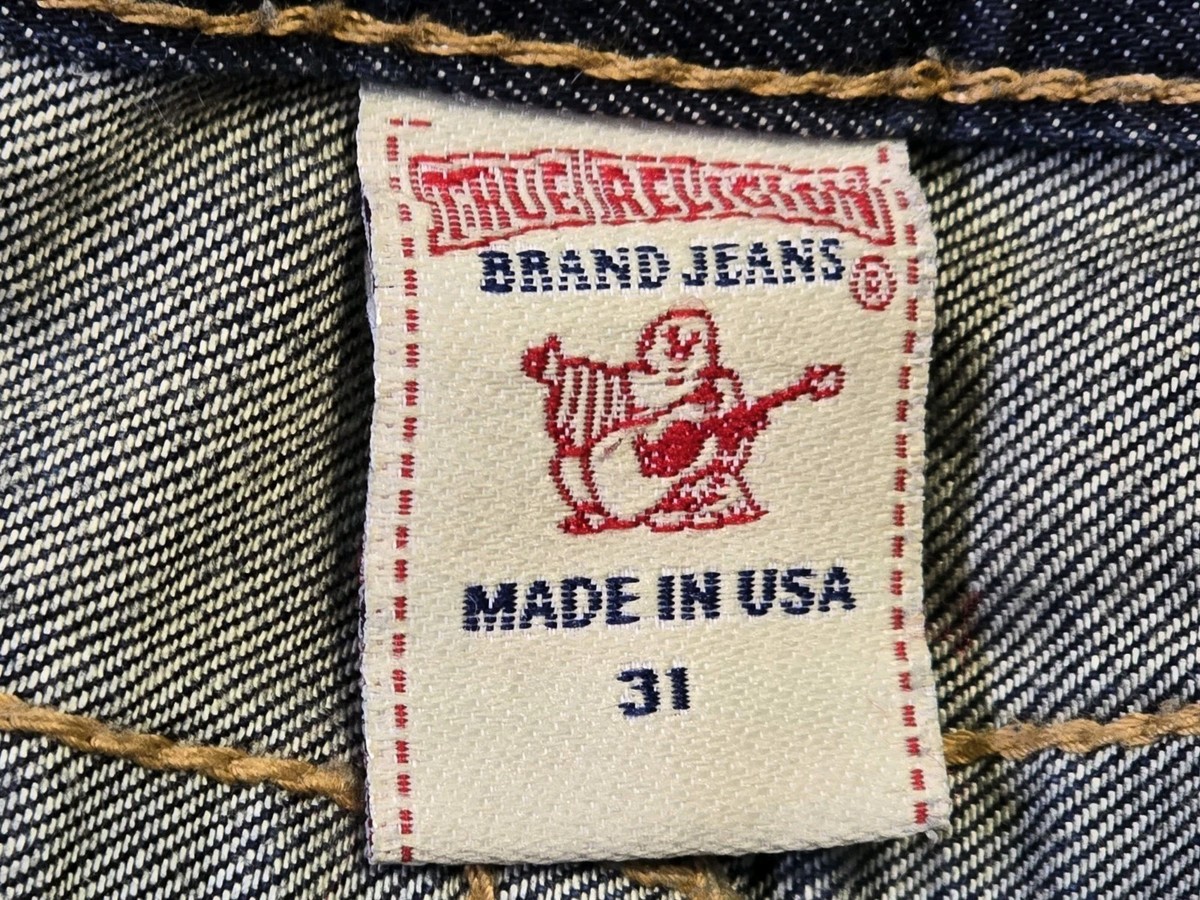 TRUE RELIGION
BRAND JEANS ®
MADE IN USA
31